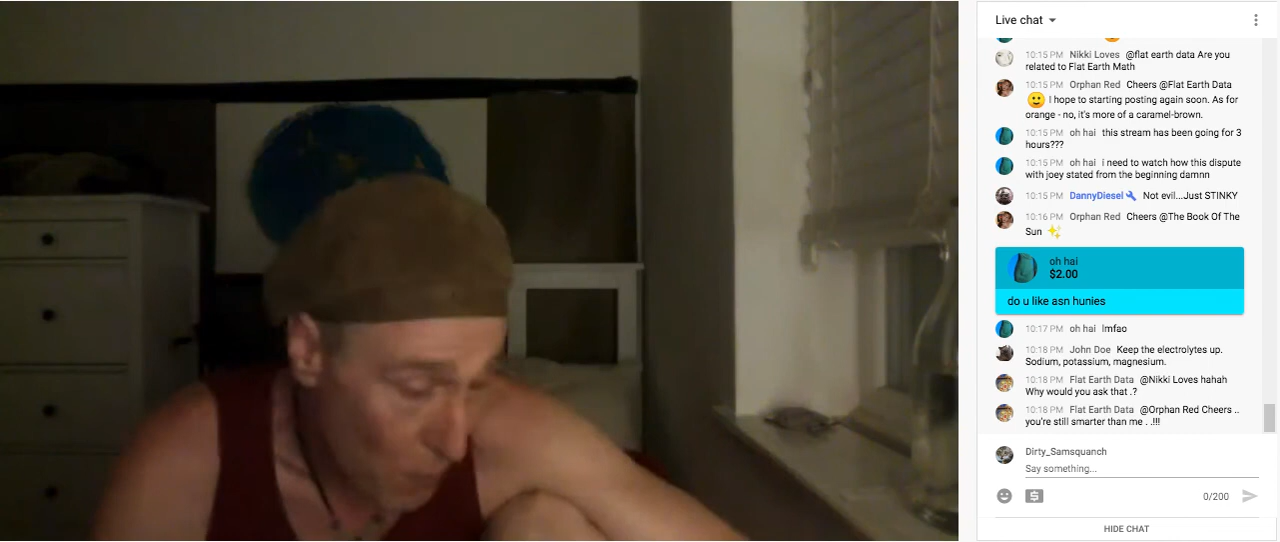 Live chat
10:15 PM Nikki Loves @flat earth data Are you
related to Flat Earth Math
10:15 PM Orphan Red Cheers @Flat Earth Data
I hope to starting posting again soon. As for
orange - no, it's more of a caramel-brown.
10:15 PM oh hai this stream has been going for 3
hours???
10:15 PM oh hai i need to watch how this dispute
with joey stated from the beginning damnn
10:15 PM DannyDiesel Not evil...Just STINKY
10:16 PM Orphan Red Cheers @The Book Of The
Sun
oh hai
$2.00
do u like asn hunies
10:17 PM oh hai lmfao
10:18 PM John Doe Keep the electrolytes up.
Sodium, potassium, magnesium.
10:18 PM Flat Earth Data @Nikki Loves hahah
Why would you ask that .?
10:18 PM Flat Earth Data @Orphan Red Cheers ..
you're still smarter than me . .!!!
Dirty_Samsquanch
Say something...
0/200
HIDE CHAT